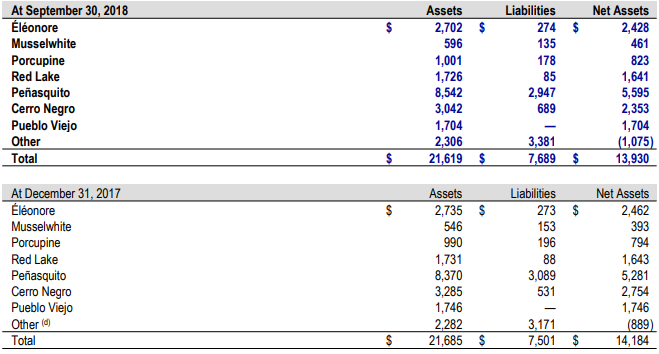 At September 30, 2018 Assets Liabilities Net Assets
Éléonore $ 2,702 $ 274 $ 2,428
Musselwhite 596 135 461
Porcupine 1,001 178 823
Red Lake 1,726 85 1,641
Peñasquito 8,542 2,947 5,595
Cerro Negro 3,042 689 2,353
Pueblo Viejo 1,704 — 1,704
Other 2,306 3,381 (1,075)
Total $ 21,619 $ 7,689 $ 13,930
At December 31, 2017 Assets Liabilities Net Assets
Éléonore $ 2,735 $ 273 $ 2,462
Musselwhite 546 153 393
Porcupine 990 196 794
Red Lake 1,731 88 1,643
Peñasquito 8,370 3,089 5,281
Cerro Negro 3,285 531 2,754
Pueblo Viejo 1,746 — 1,746
Other (d) 2,282 3,171 (889)
Total $ 21,685 $ 7,501 $ 14,184